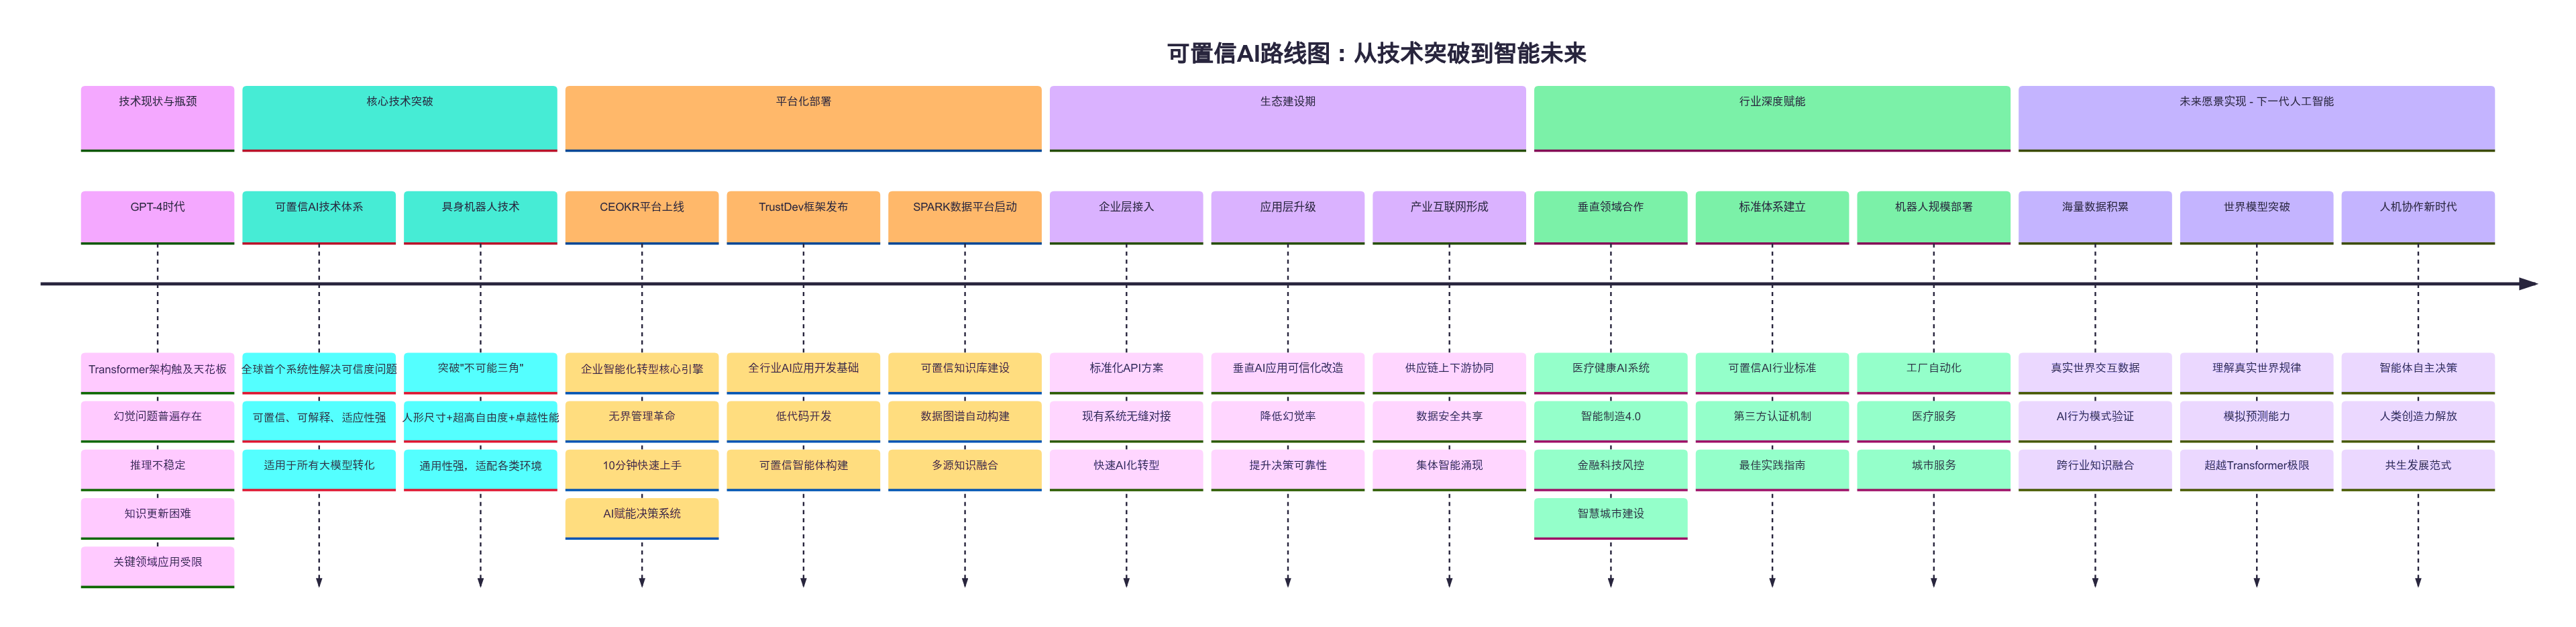 可置信AI路线图：从技术突破到智能未来
技术现状与瓶颈
核心技术突破
平台化部署
生态建设期
行业深度赋能
未来愿景实现 - 下一代人工智能
GPT-4时代
可置信AI技术体系
具身机器人技术
CEOKR平台上线
TrustDev框架发布
SPARK数据平台启动
企业层接入
应用层升级
产业互联网形成
垂直领域合作
标准体系建立
机器人规模部署
海量数据积累
世界模型突破
人机协作新时代
Transformer架构触及天花板
幻觉问题普遍存在
推理不稳定
知识更新困难
关键领域应用受限
全球首个系统性解决可信度问题
可置信、可解释、适应性强
适用于所有大模型转化
突破"不可能三角"
人形尺寸+超高自由度+卓越性能
通用性强，适配各类环境
企业智能化转型核心引擎
无界管理革命
10分钟快速上手
AI赋能决策系统
全行业AI应用开发基础
低代码开发
可置信智能体构建
可置信知识库建设
数据图谱自动构建
多源知识融合
标准化API方案
现有系统无缝对接
快速AI化转型
垂直AI应用可信化改造
降低幻觉率
提升决策可靠性
供应链上下游协同
数据安全共享
集体智能涌现
医疗健康AI系统
智能制造4.0
金融科技风控
智慧城市建设
可置信AI行业标准
第三方认证机制
最佳实践指南
工厂自动化
医疗服务
城市服务
真实世界交互数据
AI行为模式验证
跨行业知识融合
理解真实世界规律
模拟预测能力
超越Transformer极限
智能体自主决策
人类创造力解放
共生发展范式